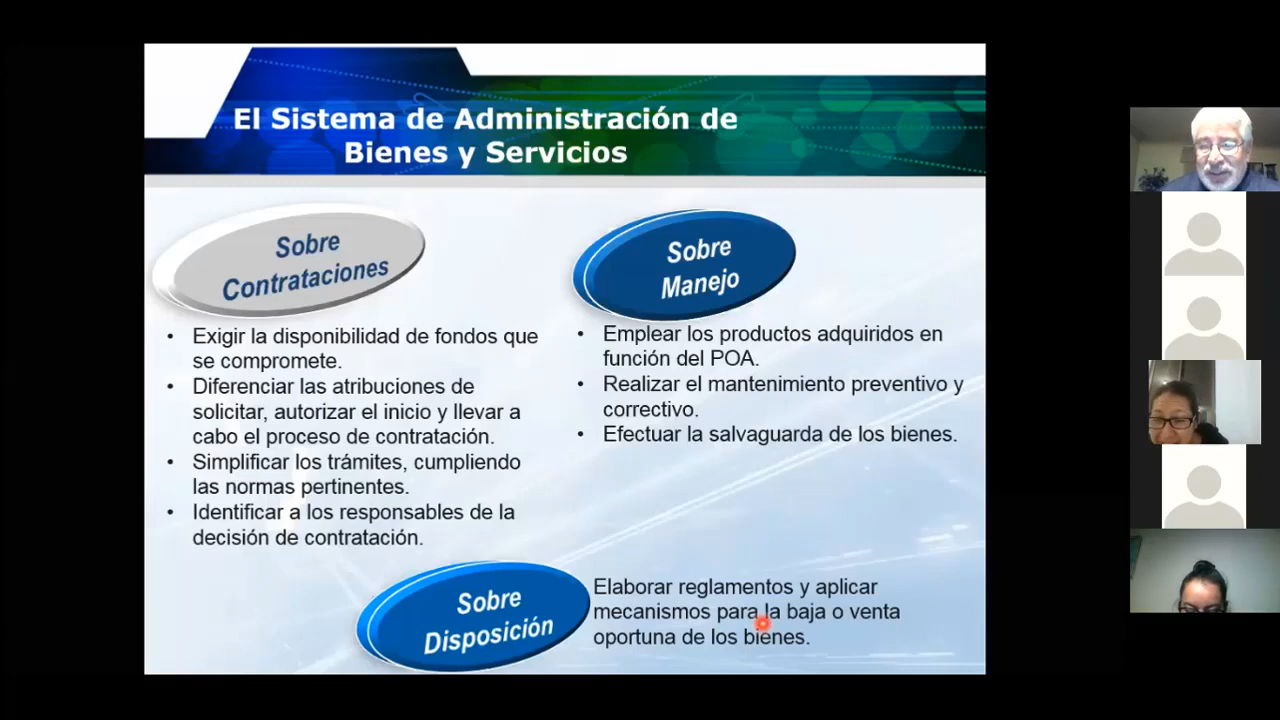 El Sistema de Administración de
Bienes y Servicios
Sobre
Contrataciones
• Exigir la disponibilidad de fondos que
se compromete.
• Diferenciar las atribuciones de
solicitar, autorizar el inicio y llevar a
cabo el proceso de contratación.
• Simplificar los trámites, cumpliendo
las normas pertinentes.
• Identificar a los responsables de la
decisión de contratación.
Sobre
Manejo
• Emplear los productos adquiridos en
función del POA.
• Realizar el mantenimiento preventivo y
correctivo.
• Efectuar la salvaguarda de los bienes.
Sobre
Disposición
Elaborar reglamentos y aplicar
mecanismos para la baja o venta
oportuna de los bienes.